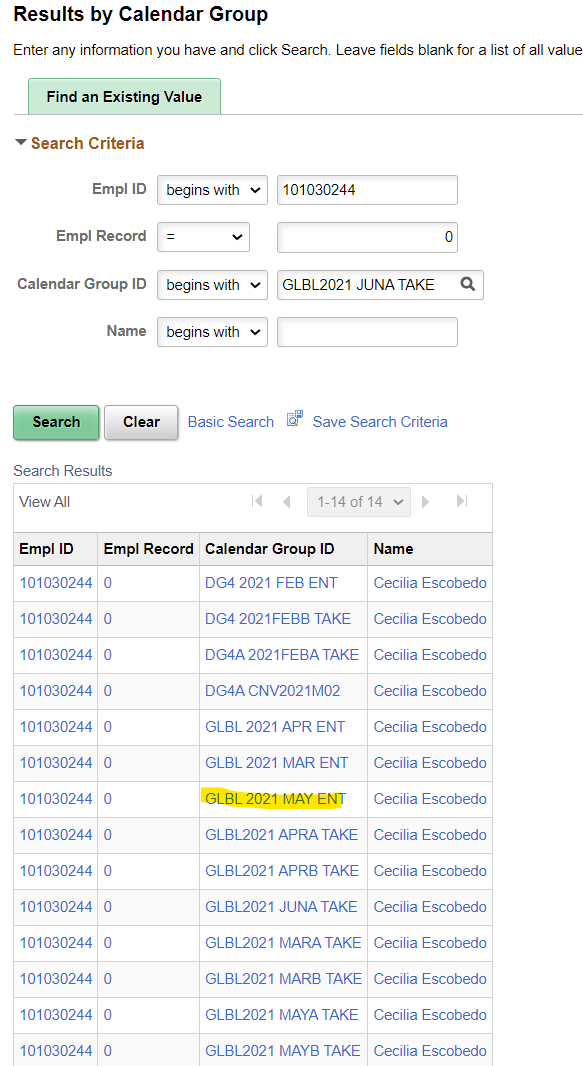 Results by Calendar Group
Enter any information you have and click Search. Leave fields blank for a list of all value
Find an Existing Value
Search Criteria
Empl ID begins with 101030244
Empl Record = 0
Calendar Group ID begins with GLBL2021 JUNA TAKE
Name begins with
Search Clear Basic Search Save Search Criteria
Search Results
View All 1-14 of 14
Empl ID Empl Record Calendar Group ID Name
101030244 0 DG4 2021 FEB ENT Cecilia Escobedo
101030244 0 DG4 2021FEBB TAKE Cecilia Escobedo
101030244 0 DG4A 2021FEBA TAKE Cecilia Escobedo
101030244 0 DG4A CNV2021M02 Cecilia Escobedo
101030244 0 GLBL 2021 APR ENT Cecilia Escobedo
101030244 0 GLBL 2021 MAR ENT Cecilia Escobedo
101030244 0 GLBL 2021 MAY ENT Cecilia Escobedo
101030244 0 GLBL2021 APRA TAKE Cecilia Escobedo
101030244 0 GLBL2021 APRB TAKE Cecilia Escobedo
101030244 0 GLBL2021 JUNA TAKE Cecilia Escobedo
101030244 0 GLBL2021 MARA TAKE Cecilia Escobedo
101030244 0 GLBL2021 MARB TAKE Cecilia Escobedo
101030244 0 GLBL2021 MAYA TAKE Cecilia Escobedo
101030244 0 GLBL2021 MAYB TAKE Cecilia Escobedo